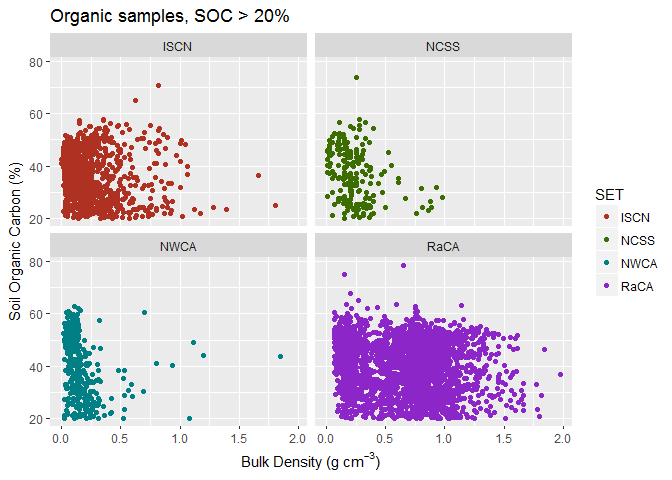 Organic samples, SOC > 20%
ISCN
NCSS
80
60
40
20
NWCA
RaCA
80
60
40
20
0.0 0.5 1.0 1.5 2.0
0.0 0.5 1.0 1.5 2.0
Soil Organic Carbon (%)
Bulk Density (g cm⁻³)
SET
ISCN
NCSS
NWCA
RaCA